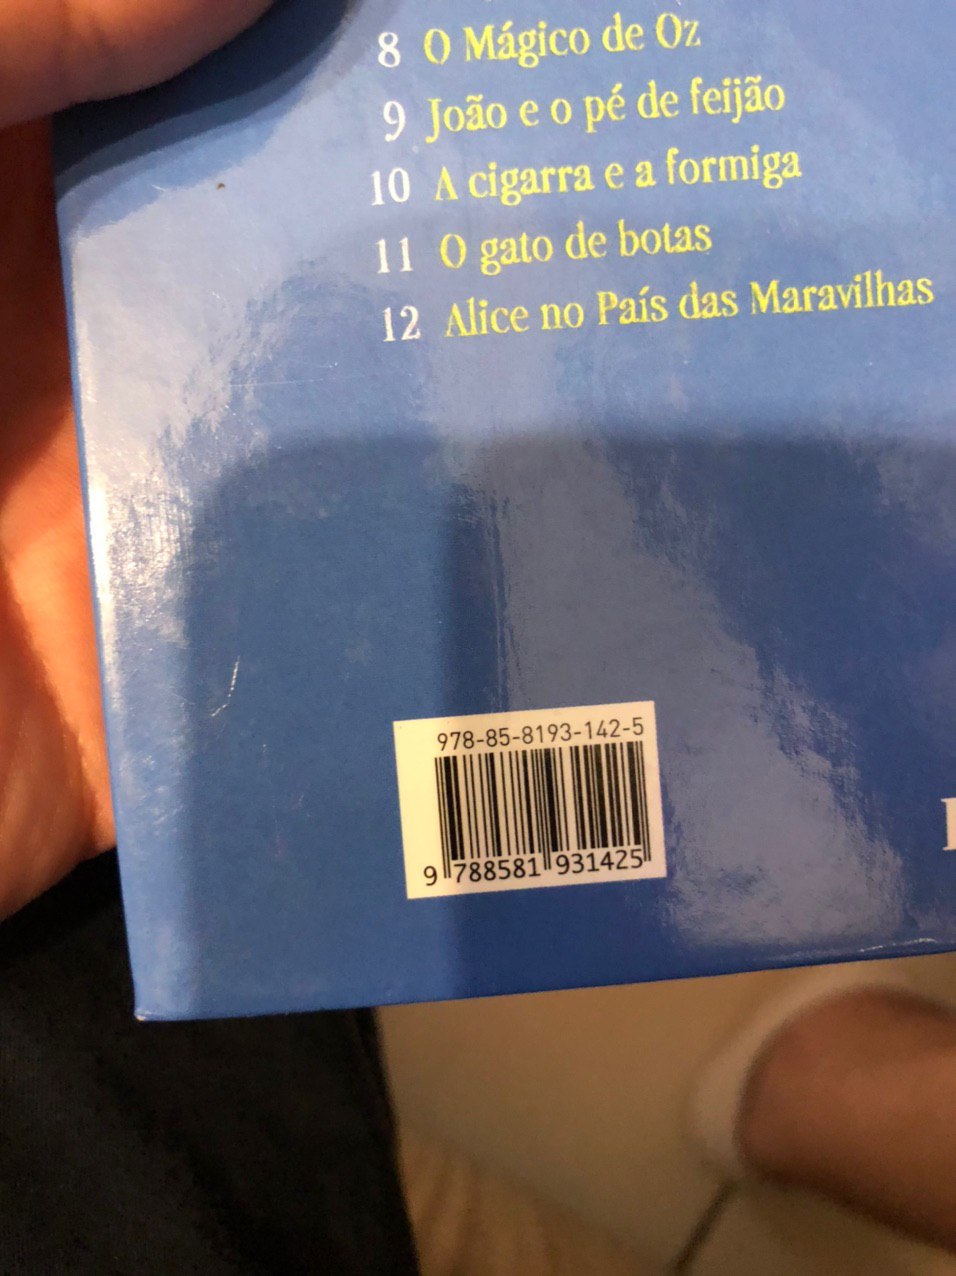 8 O Mágico de Oz
9 João e o pé de feijão
10 A cigarra e a formiga
11 O gato de botas
12 Alice no País das Maravilhas
978-85-8193-142-5
9 788581 931425